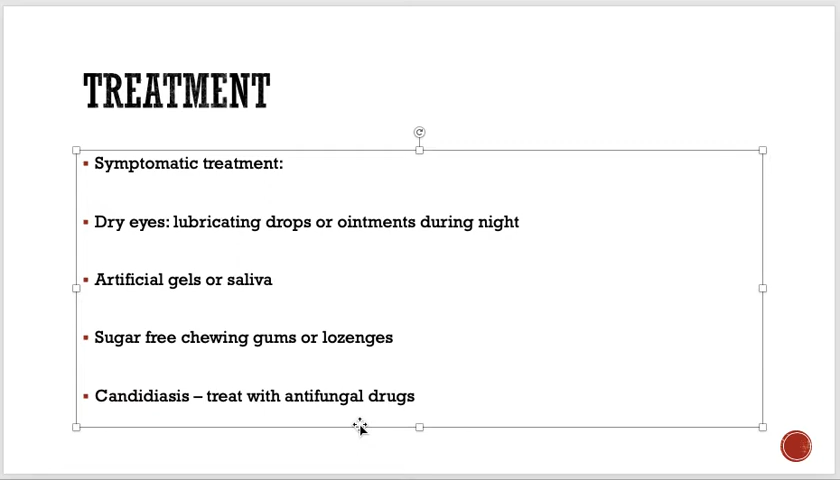 TREATMENT
▪ Symptomatic treatment:
▪ Dry eyes: lubricating drops or ointments during night
▪ Artificial gels or saliva
▪ Sugar free chewing gums or lozenges
▪ Candidiasis – treat with antifungal drugs